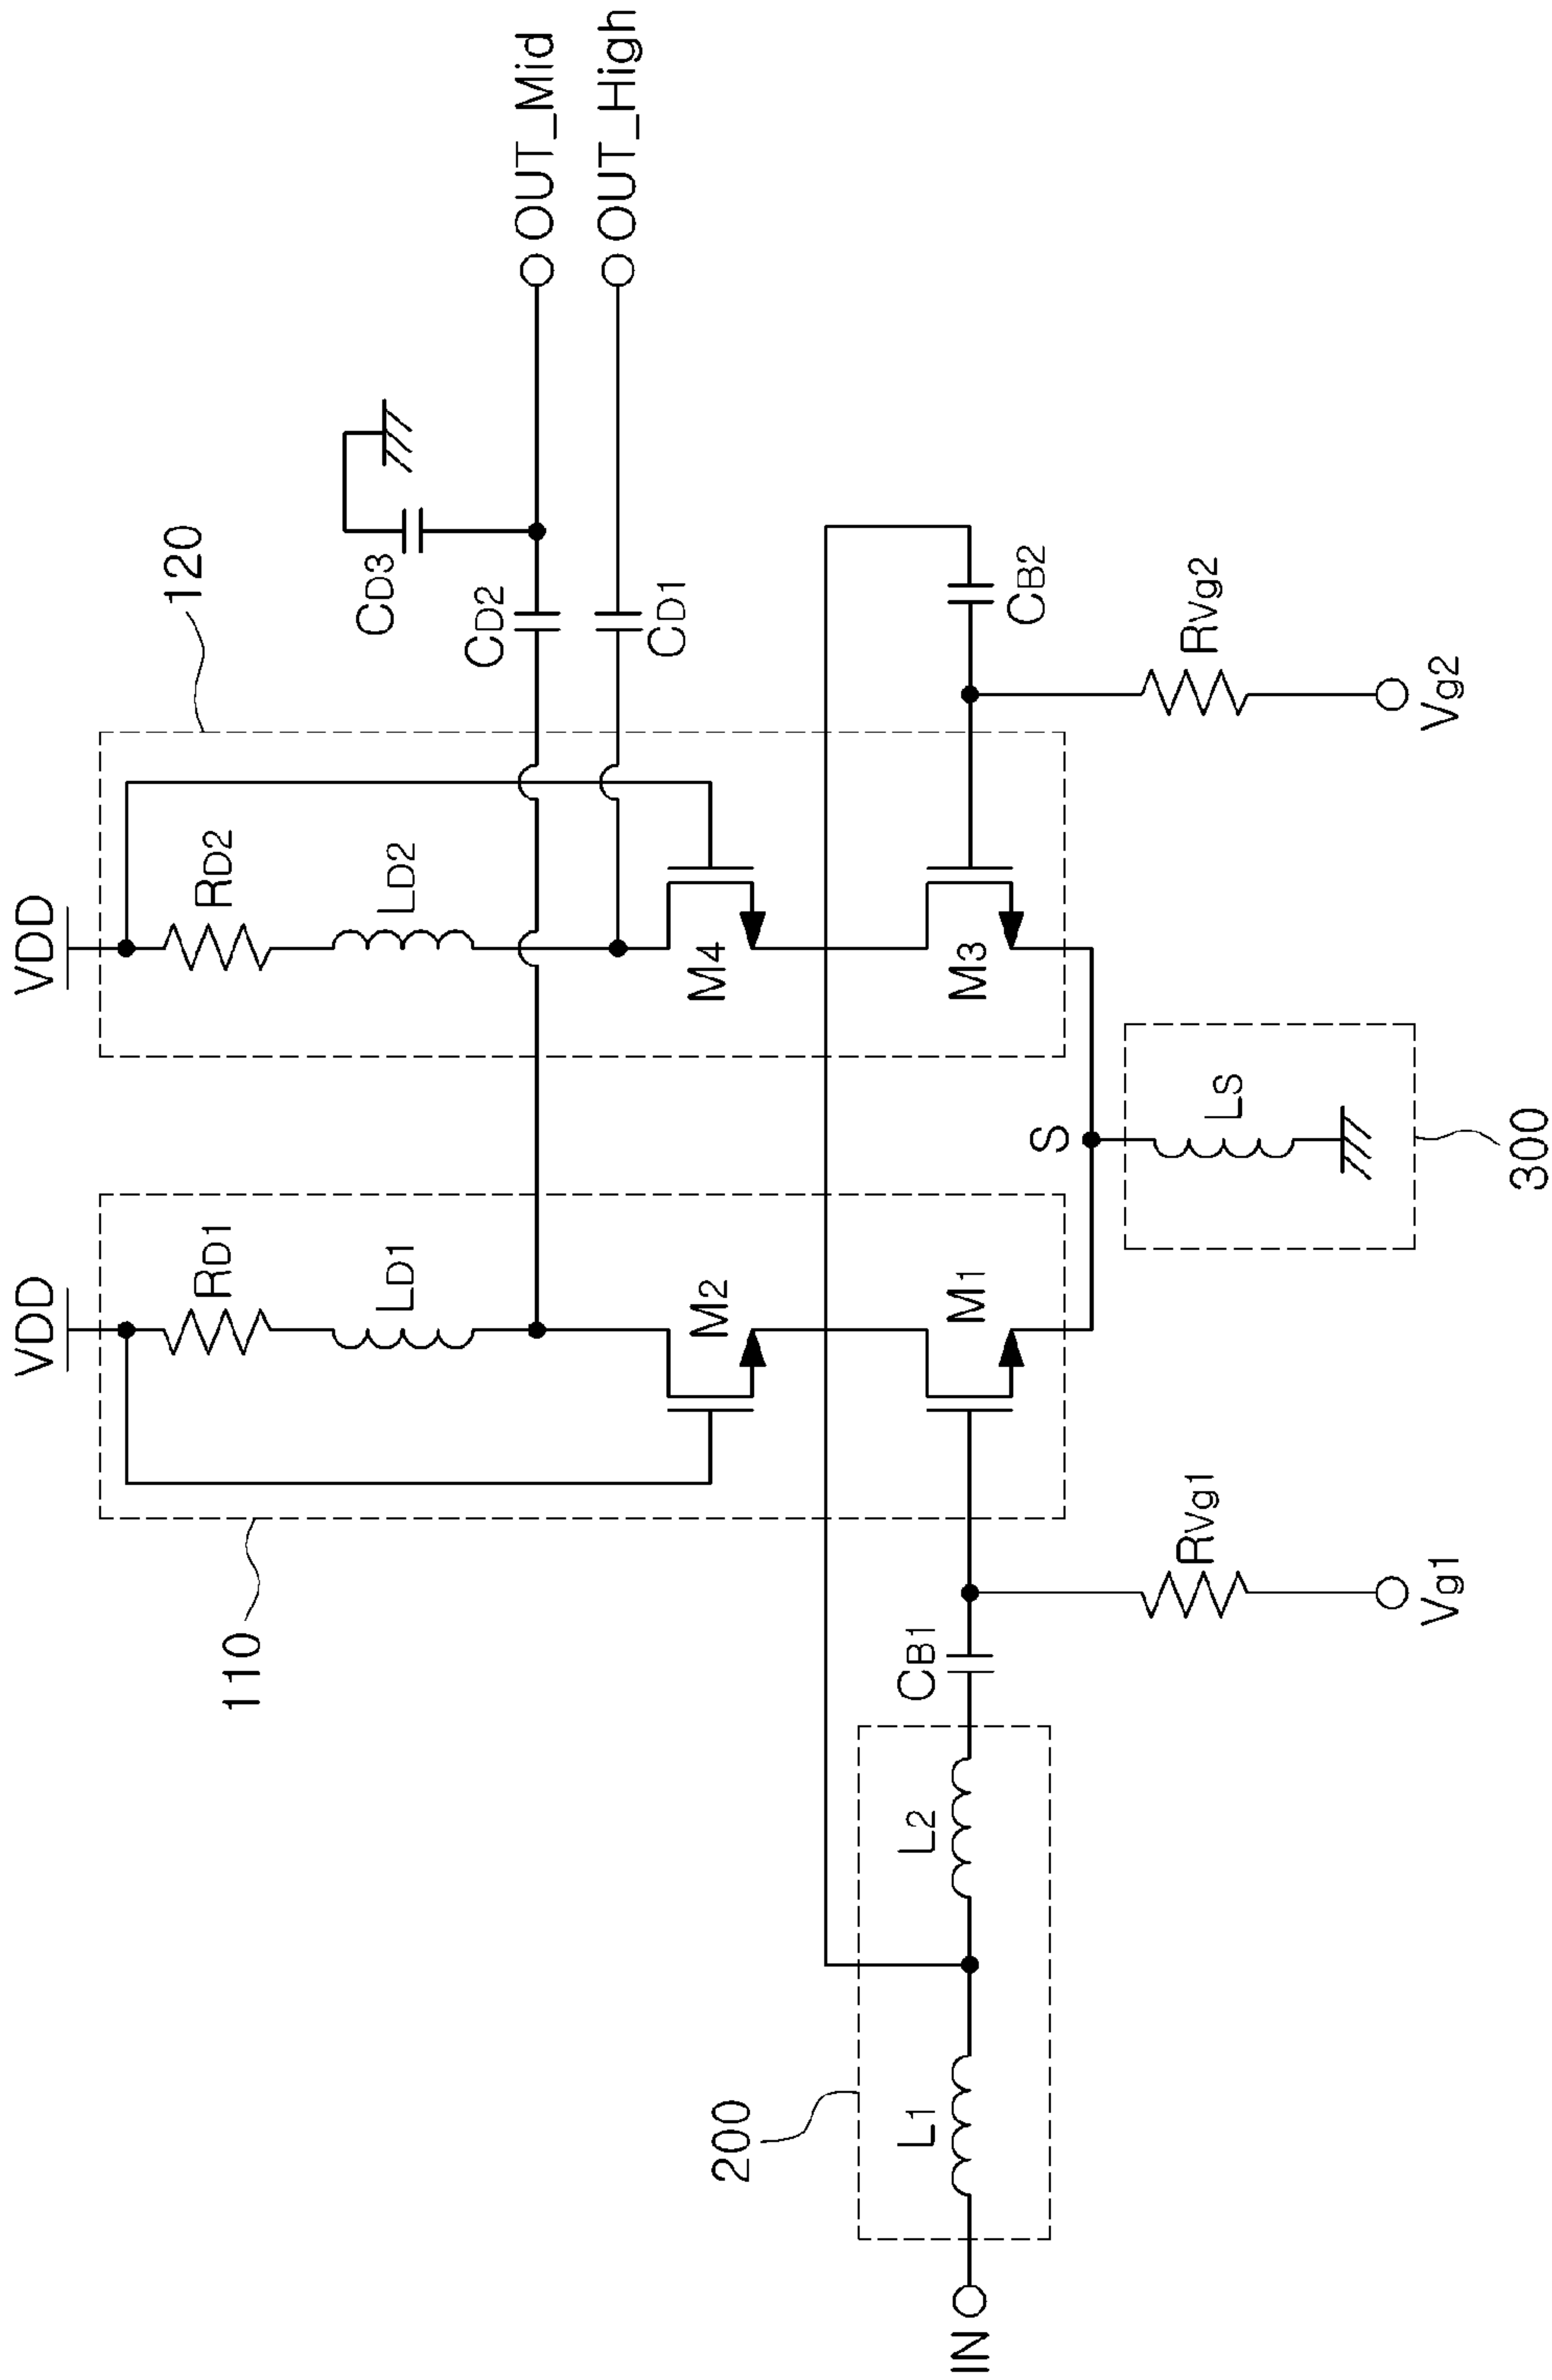 VDD
VDD
120
110
RD1
RD2
LD1
LD2
CD3
CD2
OUT_Mid
OUT_High
CD1
M2
M4
200
L1
L2
CB1
M1
M3
CB2
S
RVg1
LS
RVg2
IN
Vg1
Vg2
300